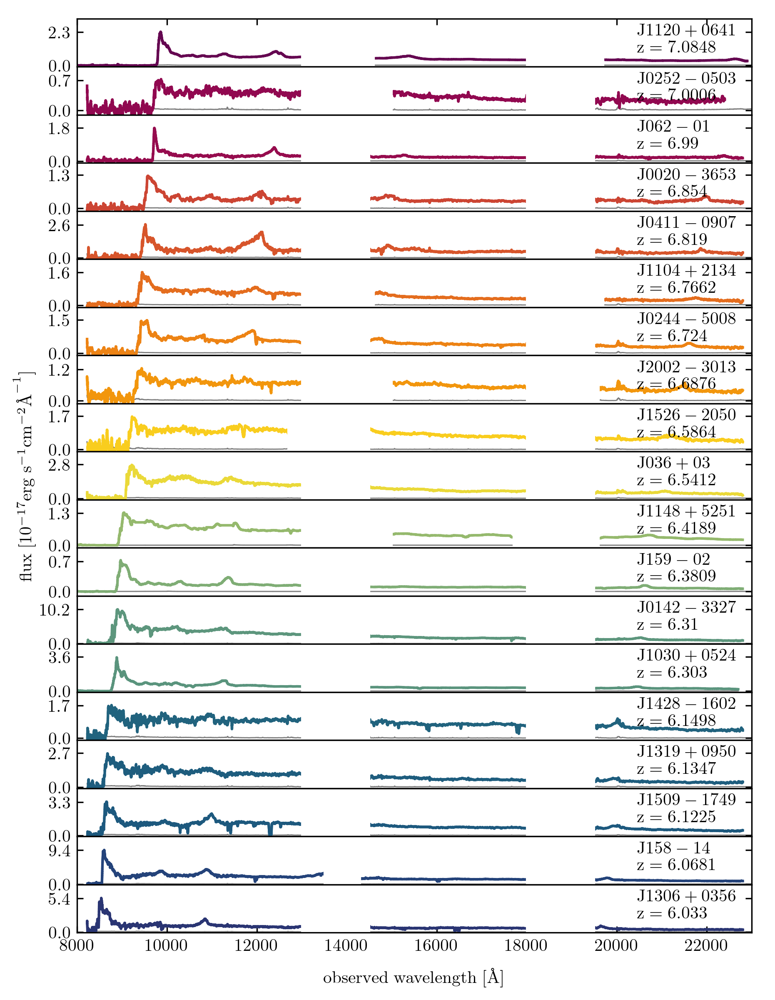 2.3
0.0
J1120 + 0641
z = 7.0848
0.7
0.0
J0252 − 0503
z = 7.0006
1.8
0.0
J062 − 01
z = 6.99
1.3
0.0
J0020 − 3653
z = 6.854
2.6
0.0
J0411 − 0907
z = 6.819
1.6
0.0
J1104 + 2134
z = 6.7662
1.5
0.0
J0244 − 5008
z = 6.724
1.2
0.0
J2002 − 3013
z = 6.6876
1.7
0.0
J1526 − 2050
z = 6.5864
2.8
0.0
J036 + 03
z = 6.5412
1.3
0.0
J1148 + 5251
z = 6.4189
0.7
0.0
J159 − 02
z = 6.3809
10.2
0.0
J0142 − 3327
z = 6.31
3.6
0.0
J1030 + 0524
z = 6.303
1.7
0.0
J1428 − 1602
z = 6.1498
2.7
0.0
J1319 + 0950
z = 6.1347
3.3
0.0
J1509 − 1749
z = 6.1225
9.4
0.0
J158 − 14
z = 6.0681
5.4
0.0
J1306 + 0356
z = 6.033
flux [10⁻¹⁷erg s⁻¹cm⁻²Å⁻¹]
8000 10000 12000 14000 16000 18000 20000 22000
observed wavelength [Å]